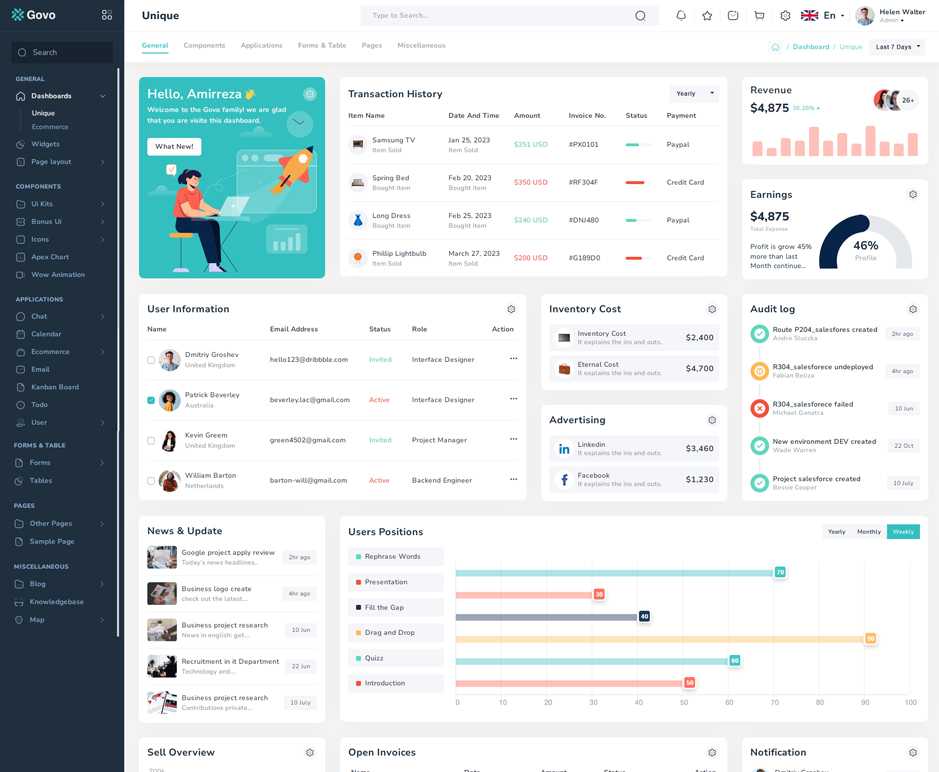 Govo
Search
GENERAL
Dashboards
Unique
Ecommerce
Widgets
Page layout
COMPONENTS
Ui Kits
Bonus Ui
Icons
Apex Chart
Wow Animation
APPLICATIONS
Chat
Calendar
Ecommerce
Email
Kanban Board
Todo
User
FORMS & TABLE
Forms
Tables
PAGES
Other Pages
Sample Page
MISCELLANEOUS
Blog
Knowledgebase
Map
Unique
Type to Search...
En
Helen Walter
Admin
General Components Applications Forms & Table Pages Miscellaneous
/ Dashboard / Unique
Last 7 Days
Hello, Amirreza
Welcome to the Govo family! we are glad
that you are visite this dashboard.
What New!
Transaction History
Yearly
Item Name Date And Time Amount Invoice No. Status Payment
Samsung TV Jan 25, 2023 $251 USD #PX0101 Paypal
Item Sold Item Sold
Spring Bed Feb 20, 2023 $350 USD #RF304F Credit Card
Bought Item Bought item
Long Dress Feb 25, 2023 $240 USD #DNJ480 Paypal
Bought item Bought item
Phillip Lightbulb March 27, 2023 $200 USD #G189D0 Credit Card
Item Sold Item Sold
Revenue
$4,875 36.28%
26+
Earnings
$4,875
Total Expense
Profit is grow 45%
more than last
Month continue...
46%
Profile
User Information
Name Email Address Status Role Action
Dmitriy Groshev hello123@dribbble.com Invited Interface Designer ...
United Kingdom
Patrick Beverley beverley.lac@gmail.com Active Interface Designer ...
Australia
Kevin Greem green4502@gmail.com Invited Project Manager ...
United Kingdom
William Barton barton-will@gmail.com Active Backend Engineer ...
Netherlands
Inventory Cost
Inventory Cost $2,400
It explains the ins and outs.
Eternal Cost $4,700
It explains the ins and outs.
Advertising
Linkedin $3,460
It explains the ins and outs.
Facebook $1,230
It explains the ins and outs.
Audit log
Route P204_salesfores created 2hr ago
Andre Sluczka
R304_salesforece undeployed 4hr ago
Fabian Beliza
R304_salesforece failed 10 Jun
Michael Ganatra
New environment DEV created 22 Oct
Wade Warren
Project salesforce created 10 July
Bessie Cooper
News & Update
Google project apply review 2hr ago
Today's news headlines..
Business logo create 4hr ago
check out the latest...
Business project research 10 Jun
News in english: get...
Recruitment in it Department 22 Jun
Technology and...
Business project research 10 July
Contributions private...
Users Positions
Yearly Monthly Weekly
Rephrase Words
Presentation
Fill the Gap
Drag and Drop
Quizz
Introduction
70
30
40
90
60
50
0 10 20 30 40 50 60 70 80 90 100
Sell Overview
700%
Open Invoices
Name Date Amount Status Action
Notification
Dmitriy Groshev